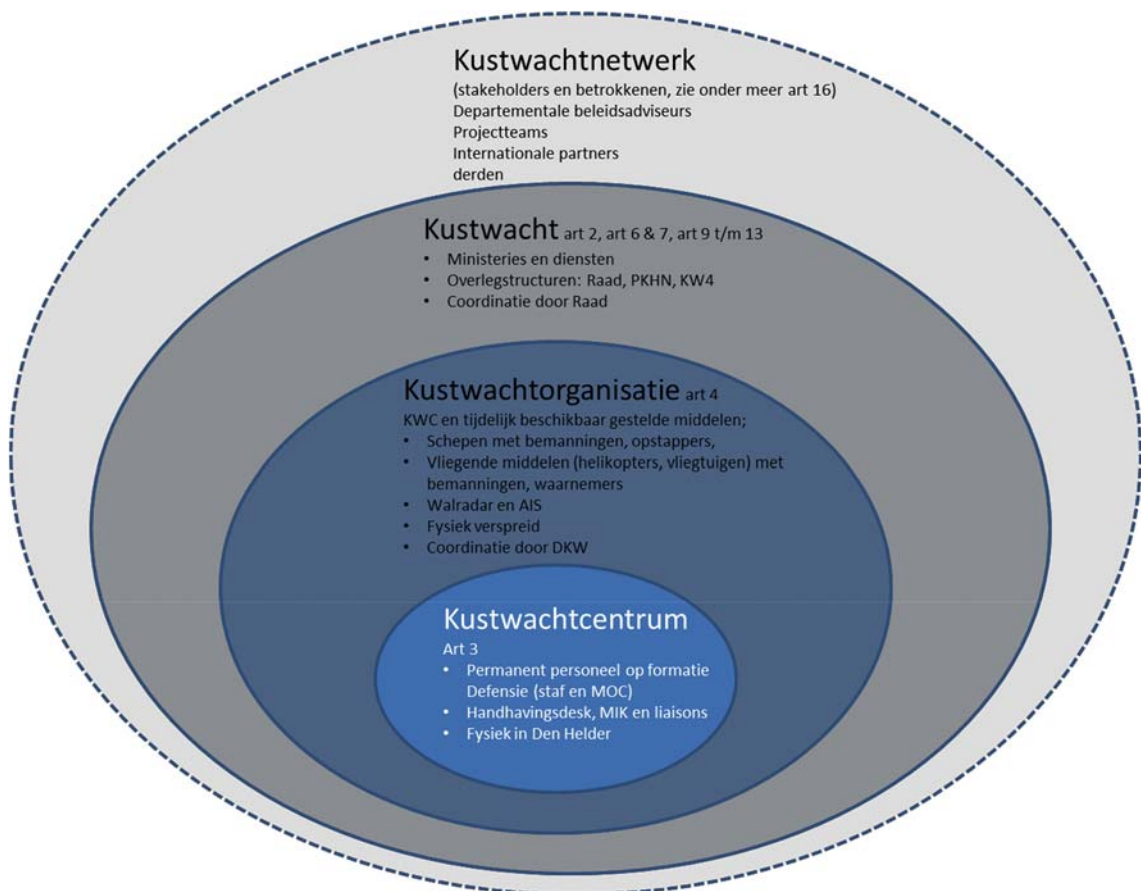 Kustwachtnetwerk
(stakeholders en betrokkenen, zie onder meer art 16)
Departementale beleidsadviseurs
Projectteams
Internationale partners
derden
Kustwacht art 2, art 6 & 7, art 9 t/m 13
• Ministeries en diensten
• Overlegstructuren: Raad, PKHN, KW4
• Coordinatie door Raad
Kustwachtorganisatie art 4
KWC en tijdelijk beschikbaar gestelde middelen;
• Schepen met bemanningen, opstappers,
• Vliegende middelen (helikopters, vliegtuigen) met
bemanningen, waarnemers
• Walradar en AIS
• Fysiek verspreid
• Coordinatie door DKW
Kustwachtcentrum
Art 3
• Permanent personeel op formatie
Defensie (staf en MOC)
• Handhavingsdesk, MIK en liaisons
• Fysiek in Den Helder